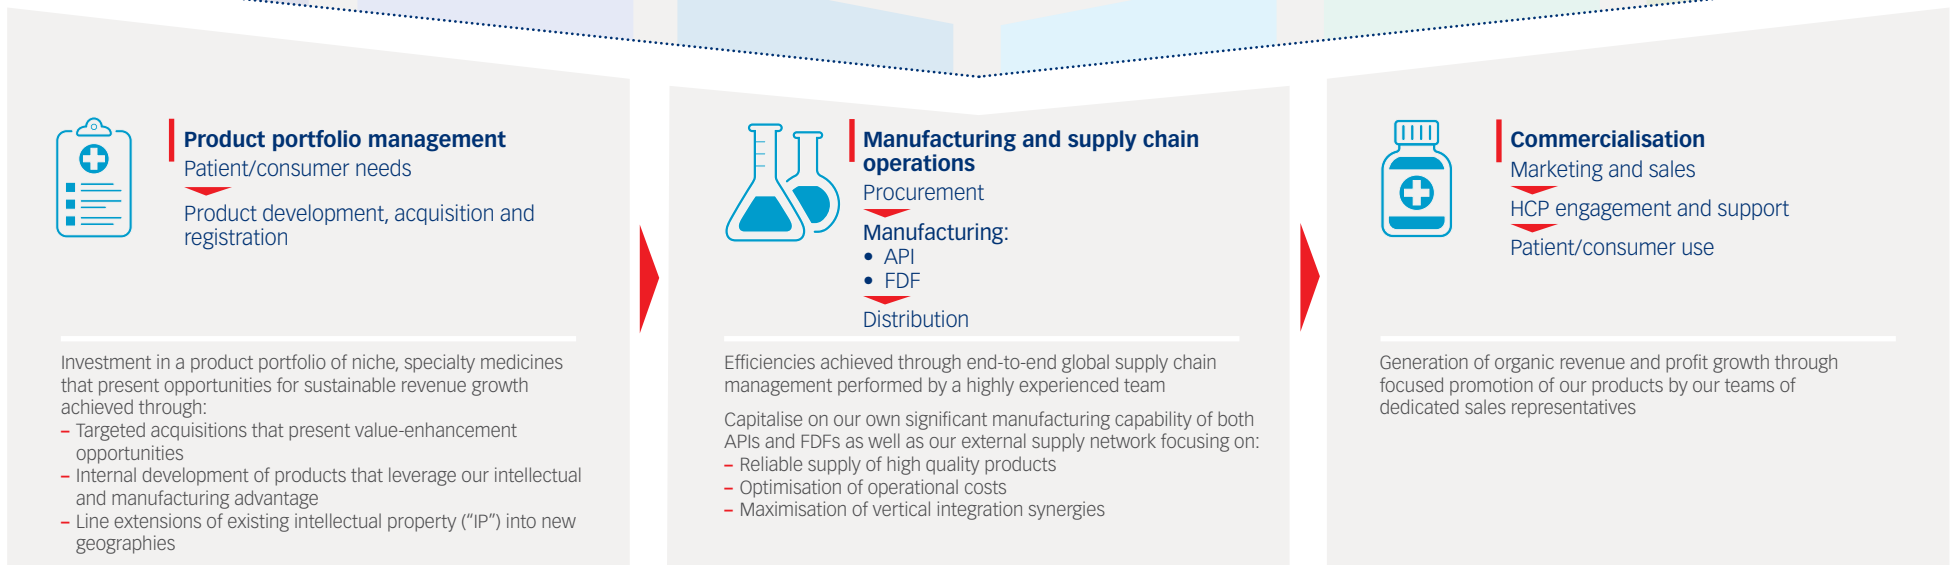 Product portfolio management
Patient/consumer needs
Product development, acquisition and
registration
Investment in a product portfolio of niche, specialty medicines
that present opportunities for sustainable revenue growth
achieved through:
– Targeted acquisitions that present value-enhancement
opportunities
– Internal development of products that leverage our intellectual
and manufacturing advantage
– Line extensions of existing intellectual property (“IP”) into new
geographies
Manufacturing and supply chain
operations
Procurement
Manufacturing:
• API
• FDF
Distribution
Efficiencies achieved through end-to-end global supply chain
management performed by a highly experienced team
Capitalise on our own significant manufacturing capability of both
APIs and FDFs as well as our external supply network focusing on:
– Reliable supply of high quality products
– Optimisation of operational costs
– Maximisation of vertical integration synergies
Commercialisation
Marketing and sales
HCP engagement and support
Patient/consumer use
Generation of organic revenue and profit growth through
focused promotion of our products by our teams of
dedicated sales representatives